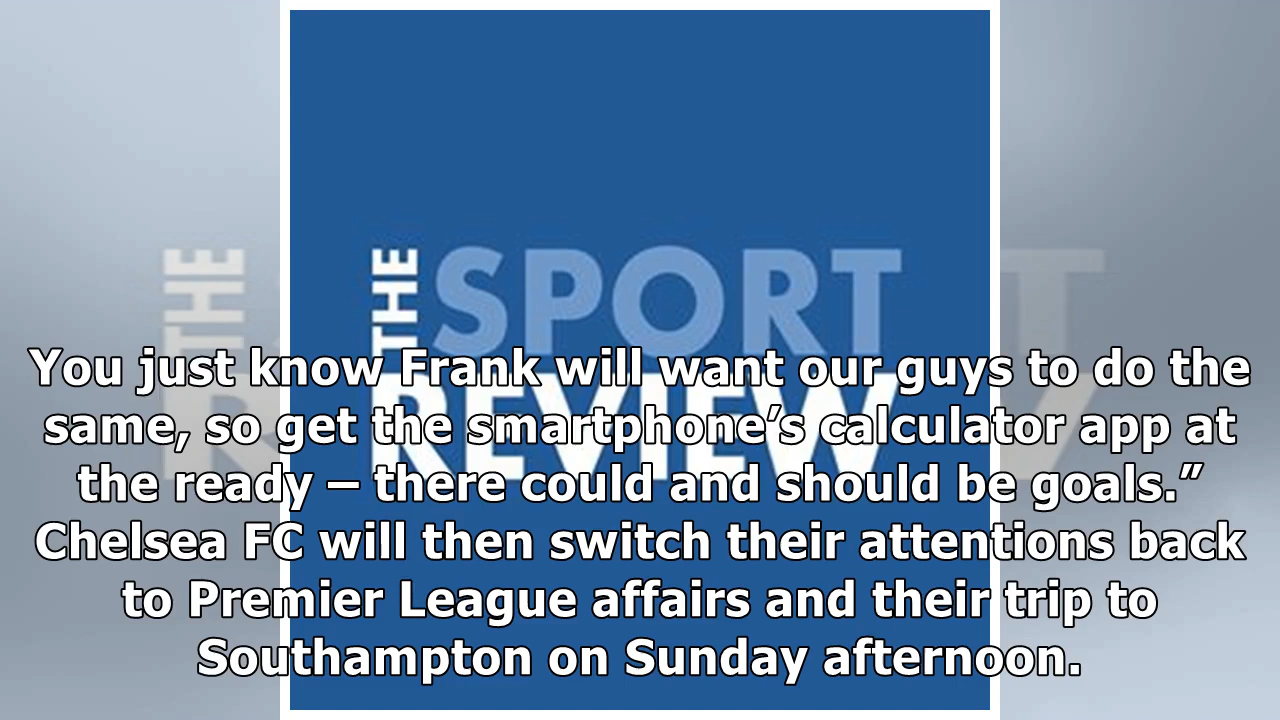 THE
SPORT
REVIEW
You just know Frank will want our guys to do the
same, so get the smartphone’s calculator app at
the ready – there could and should be goals.”
Chelsea FC will then switch their attentions back
to Premier League affairs and their trip to
Southampton on Sunday afternoon.